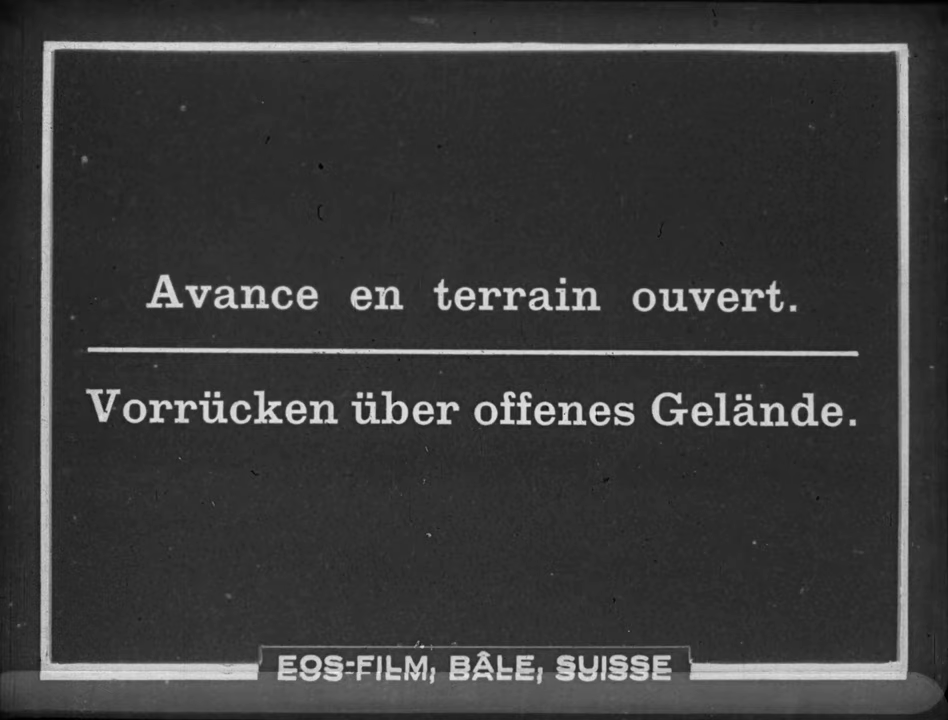 Avance en terrain ouvert.
Vorrücken über offenes Gelände.
EOS-FILM, BÂLE, SUISSE